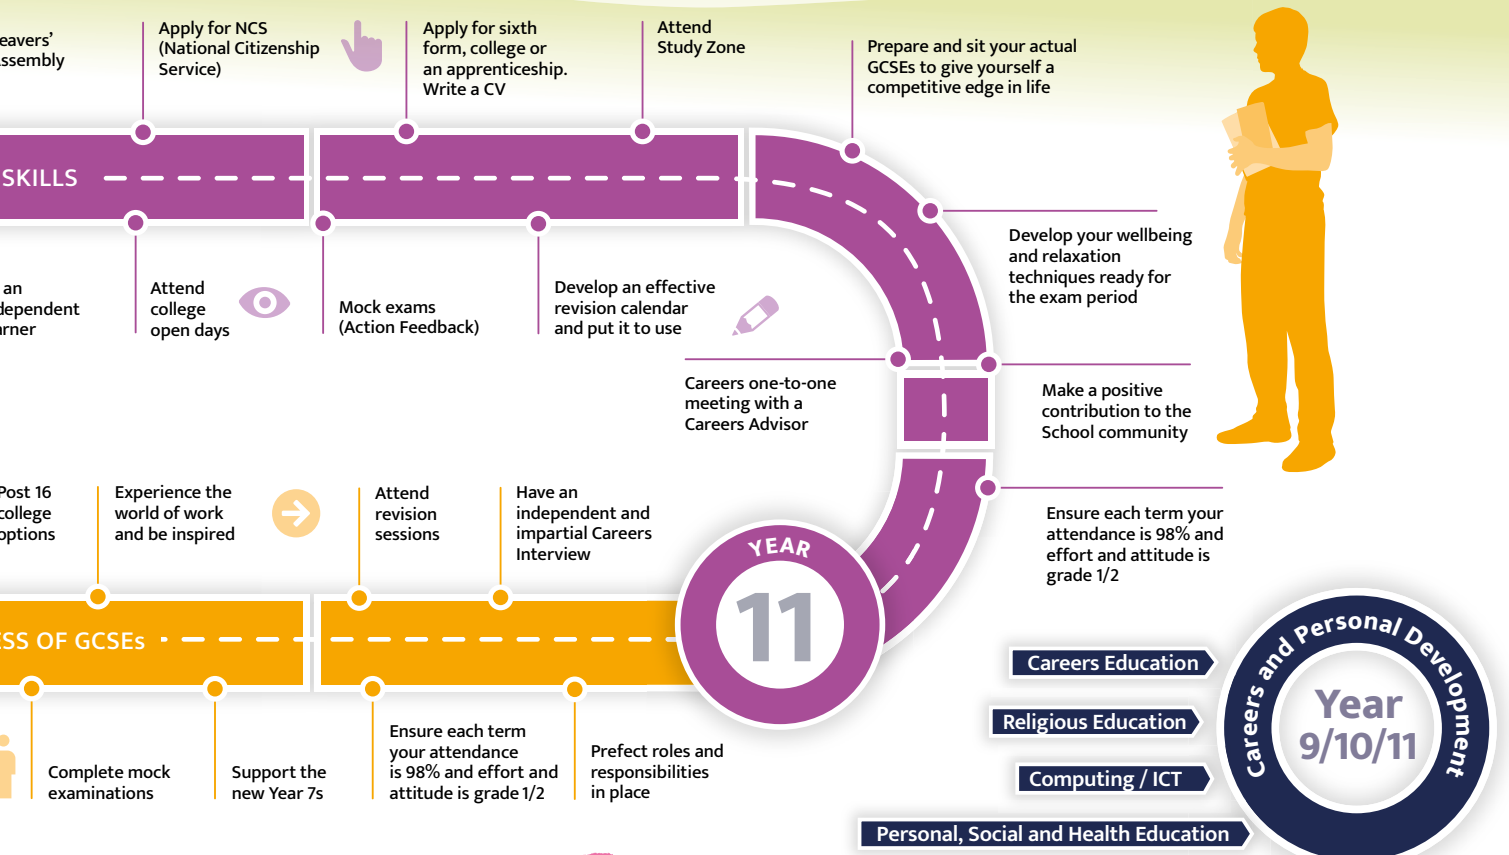 Apply for NCS
(National Citizenship
Service)
Apply for sixth
form, college or
an apprenticeship.
Write a CV
Attend
Study Zone
Prepare and sit your actual
GCSEs to give yourself a
competitive edge in life
SKILLS
Develop your wellbeing
and relaxation
techniques ready for
the exam period
an
Attend
college
open days
Mock exams
(Action Feedback)
Develop an effective
revision calendar
and put it to use
Careers one-to-one
meeting with a
Careers Advisor
Make a positive
contribution to the
School community
Ensure each term your
attendance is 98% and
effort and attitude is
grade 1/2
Post 16
college
options
Experience the
world of work
and be inspired
Attend
revision
sessions
Have an
independent and
impartial Careers
Interview
YEAR
11
OF GCSEs
Complete mock
examinations
Support the
new Year 7s
Ensure each term
your attendance
is 98% and effort and
attitude is grade 1/2
Prefect roles and
responsibilities
in place
Careers Education
Religious Education
Computing / ICT
Personal, Social and Health Education
Careers and Personal Development
Year
9/10/11